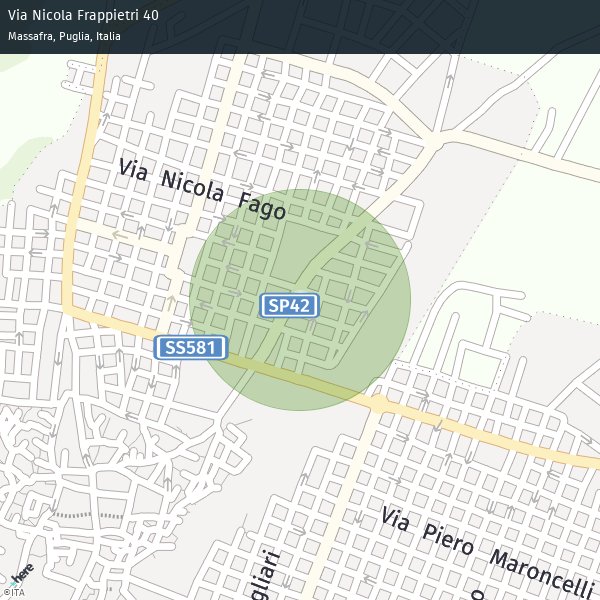 Via Nicola Frappietri 40
Massafra, Puglia, Italia
Via Nicola Fago
SP42
SS581
Via Piero Maroncelli
gliari
o
here
©ITA